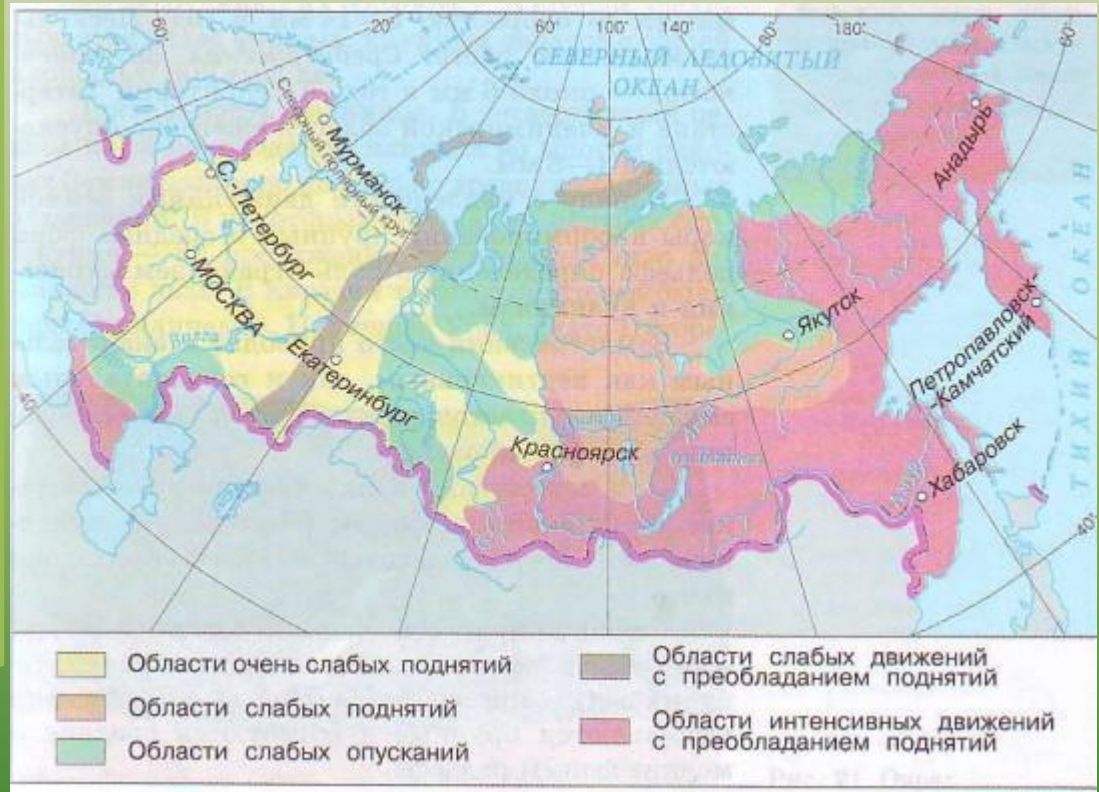 60°
20°
60°
100°
140°
80°
180°
60°
СЕВЕРНЫЙ ЛЕДОВИТЫЙ
ОКЕАН
Северный полярный круг
Мурманск
С.-Петербург
МОСКВА
Екатеринбург
Красноярск
Якутск
Анадырь
Петропавловск-
-Камчатский
Хабаровск
ТИХИЙ ОКЕАН
40°
40°
Области очень слабых поднятий
Области слабых поднятий
Области слабых опусканий
Области слабых движений
с преобладанием поднятий
Области интенсивных движений
с преобладанием поднятий